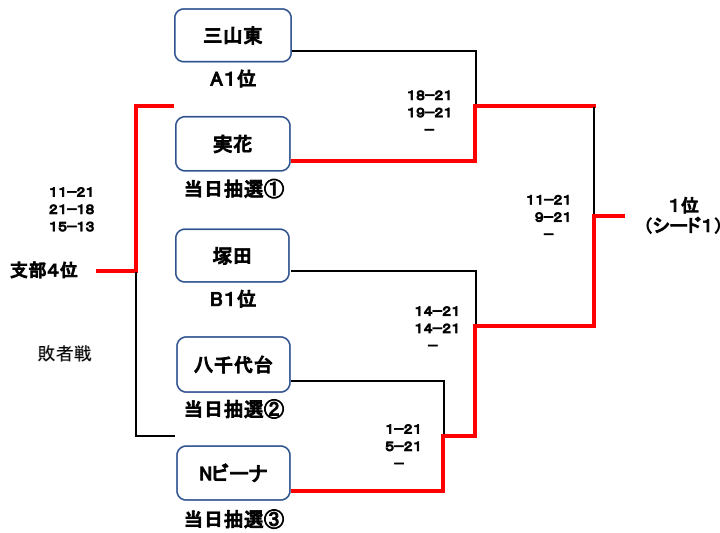 三山東
A1位
18−21
19−21
−
実花
当日抽選①
11−21
21−18
15−13
11−21
9−21
−
1位
(シード1)
塚田
B1位
支部4位
14−21
14−21
−
敗者戦
八千代台
当日抽選②
1−21
5−21
−
Nビーナ
当日抽選③